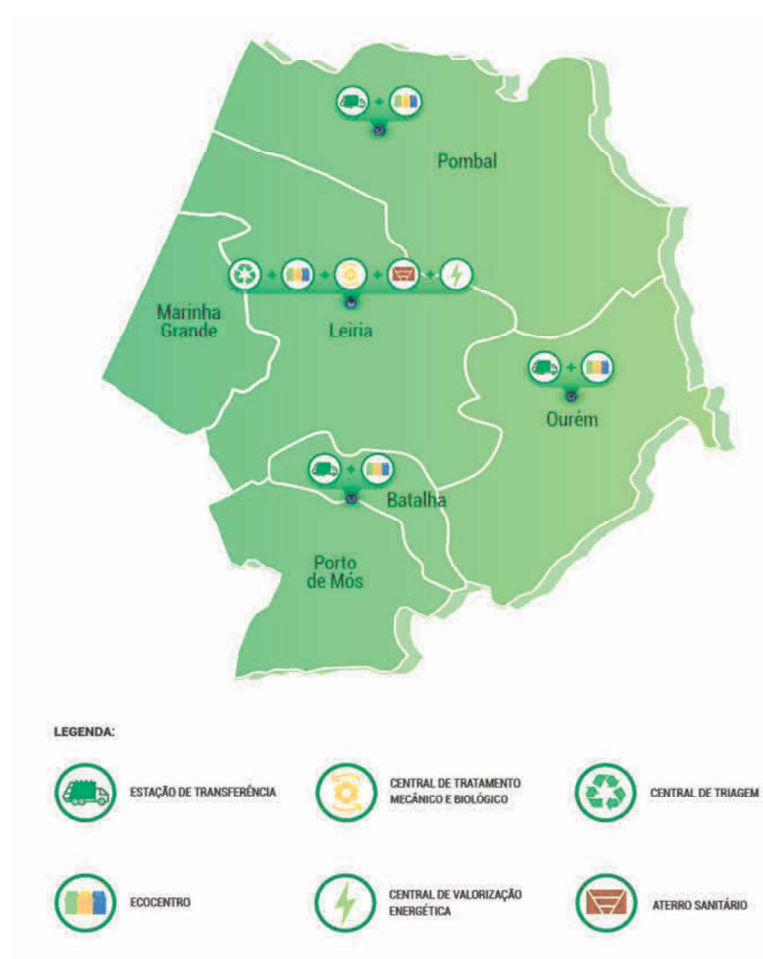 Pombal
Marinha
Grande
Leiria
Ourém
Batalha
Porto
de Mós
LEGENDA:
ESTAÇÃO DE TRANSFERÊNCIA
CENTRAL DE TRATAMENTO
MECÂNICO E BIOLÓGICO
CENTRAL DE TRIAGEM
ECOCENTRO
CENTRAL DE VALORIZAÇÃO
ENERGÉTICA
ATERRO SANITÁRIO